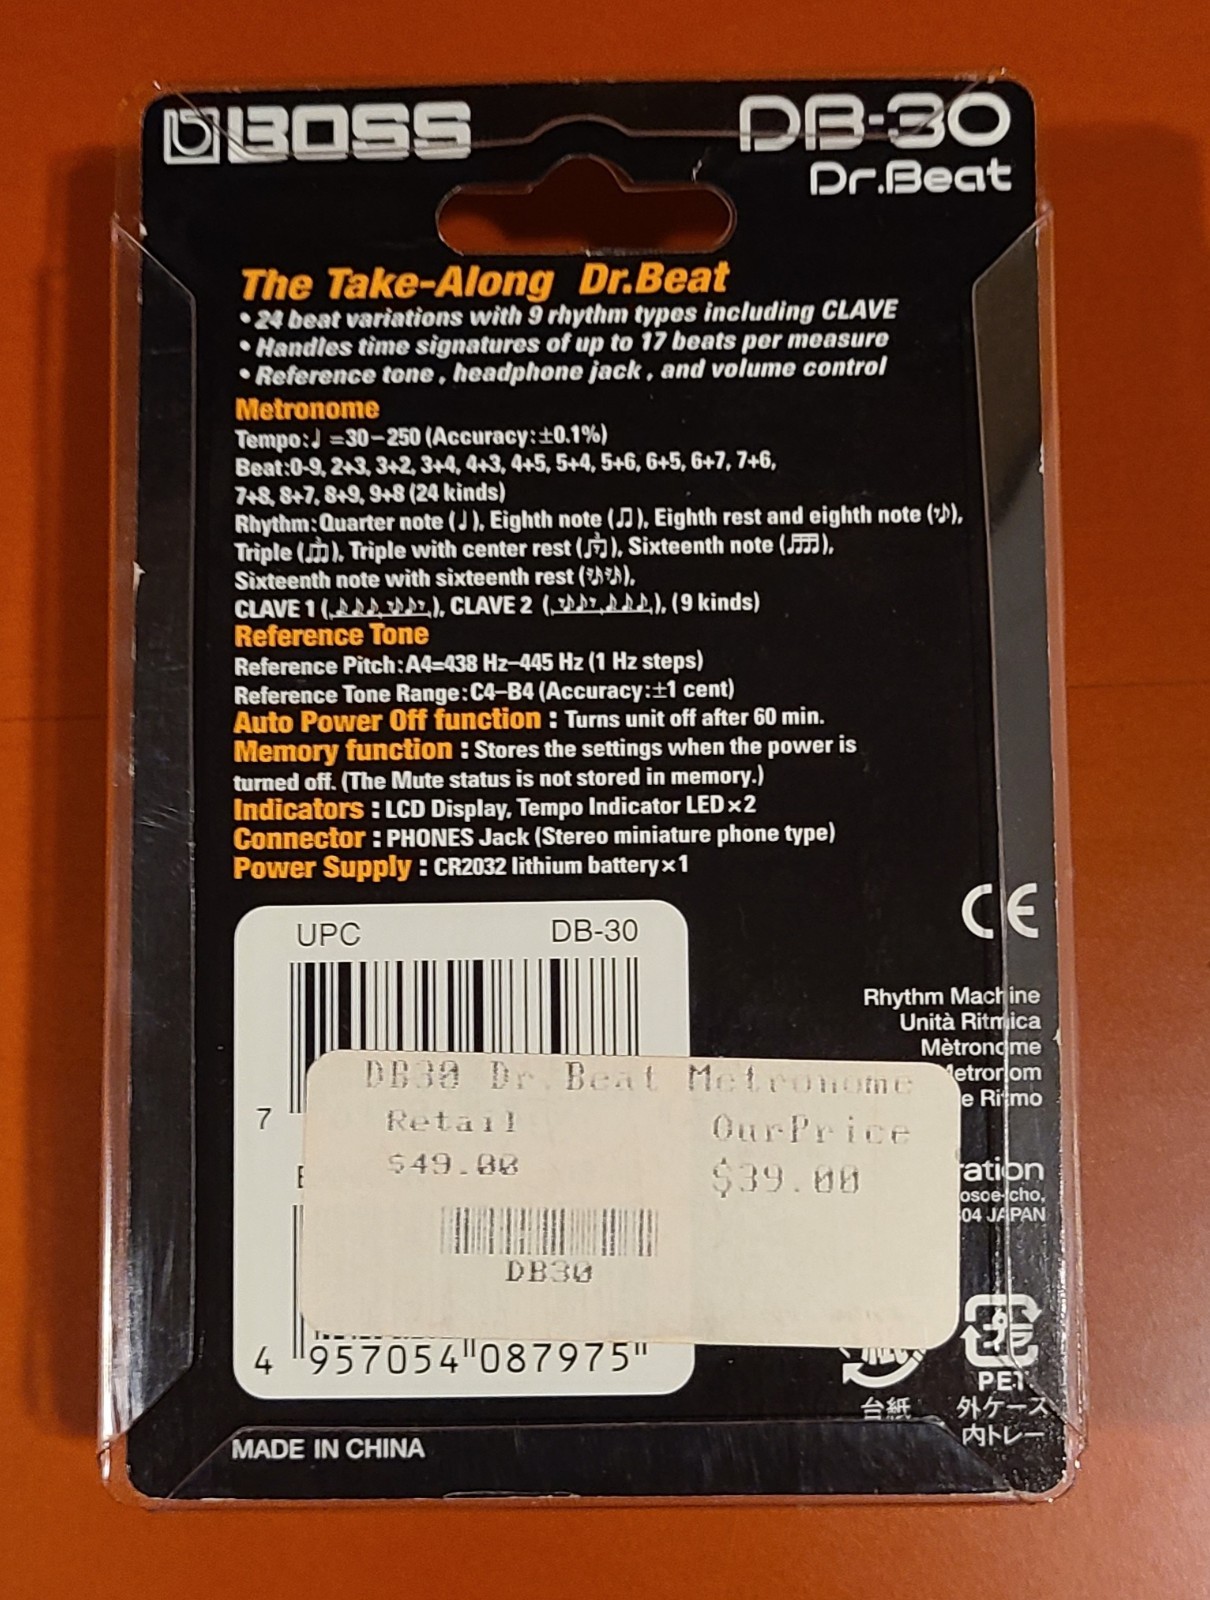 BOSS
DB-30
Dr.Beat
The Take-Along Dr.Beat
• 24 beat variations with 9 rhythm types including CLAVE
• Handles time signatures of up to 17 beats per measure
• Reference tone, headphone jack, and volume control
Metronome
Tempo:♩=30–250 (Accuracy:±0.1%)
Beat:0-9, 2+3, 3+2, 3+4, 4+3, 4+5, 5+4, 5+6, 6+5, 6+7, 7+6,
7+8, 8+7, 8+9, 9+8 (24 kinds)
Rhythm:Quarter note (♩), Eighth note (♫), Eighth rest and eighth note (𝄾♪),
Triple (), Triple with center rest (), Sixteenth note (),
Sixteenth note with sixteenth rest (),
CLAVE 1 (), CLAVE 2 (), (9 kinds)
Reference Tone
Reference Pitch:A4=438 Hz–445 Hz (1 Hz steps)
Reference Tone Range:C4–B4 (Accuracy:±1 cent)
Auto Power Off function : Turns unit off after 60 min.
Memory function : Stores the settings when the power is
turned off. (The Mute status is not stored in memory.)
Indicators : LCD Display, Tempo Indicator LED×2
Connector : PHONES Jack (Stereo miniature phone type)
Power Supply : CR2032 lithium battery×1
UPC DB-30
CE
Rhythm Machine
Unità Ritmica
Mètronome
Metronom
e Ritmo
7
DB30 Dr.Beat Metronome
Retail OurPrice
$49.00 $39.00
DB30
ration
osoe-cho,
04 JAPAN
4 957054 087975
プラ
PET
台紙
外ケース
内トレー
MADE IN CHINA